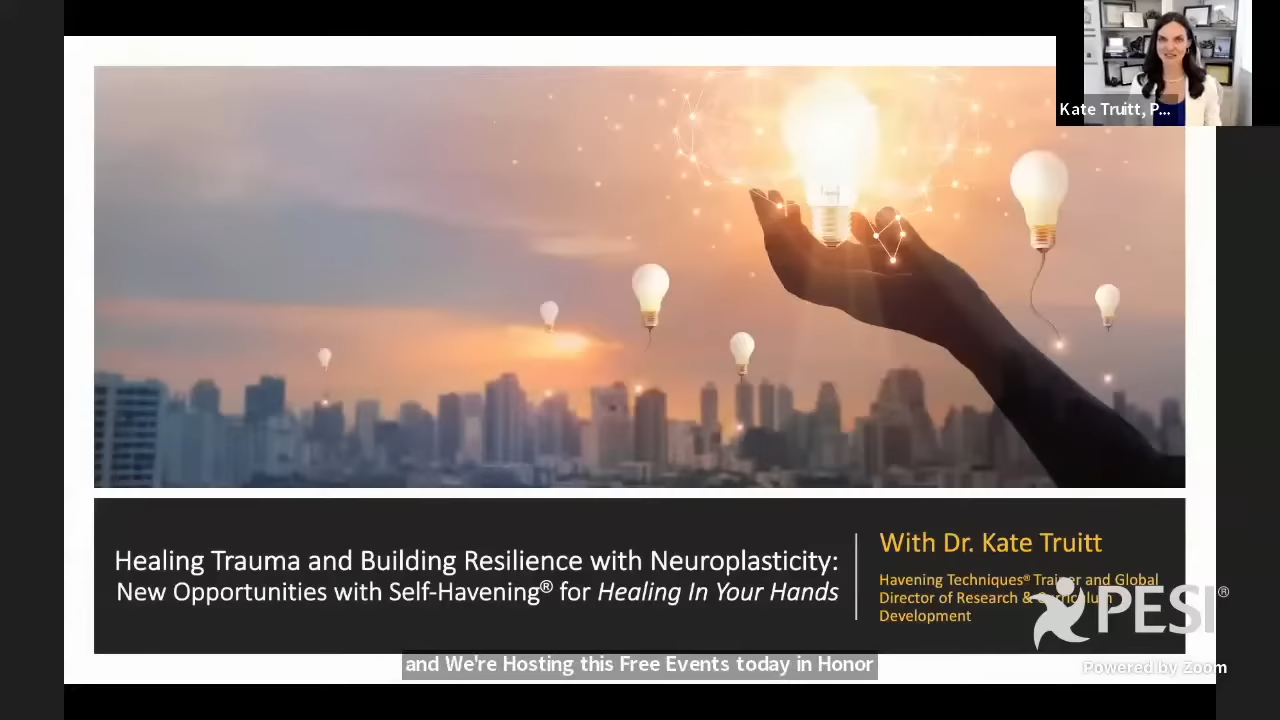 Kate Truitt, P...
Healing Trauma and Building Resilience with Neuroplasticity:
New Opportunities with Self-Havening® for Healing In Your Hands
With Dr. Kate Truitt
Havening Techniques® Trainer and Global
Director of Research & Curriculum
Development
PESI®
and We're Hosting this Free Events today in Honor
Powered by Zoom